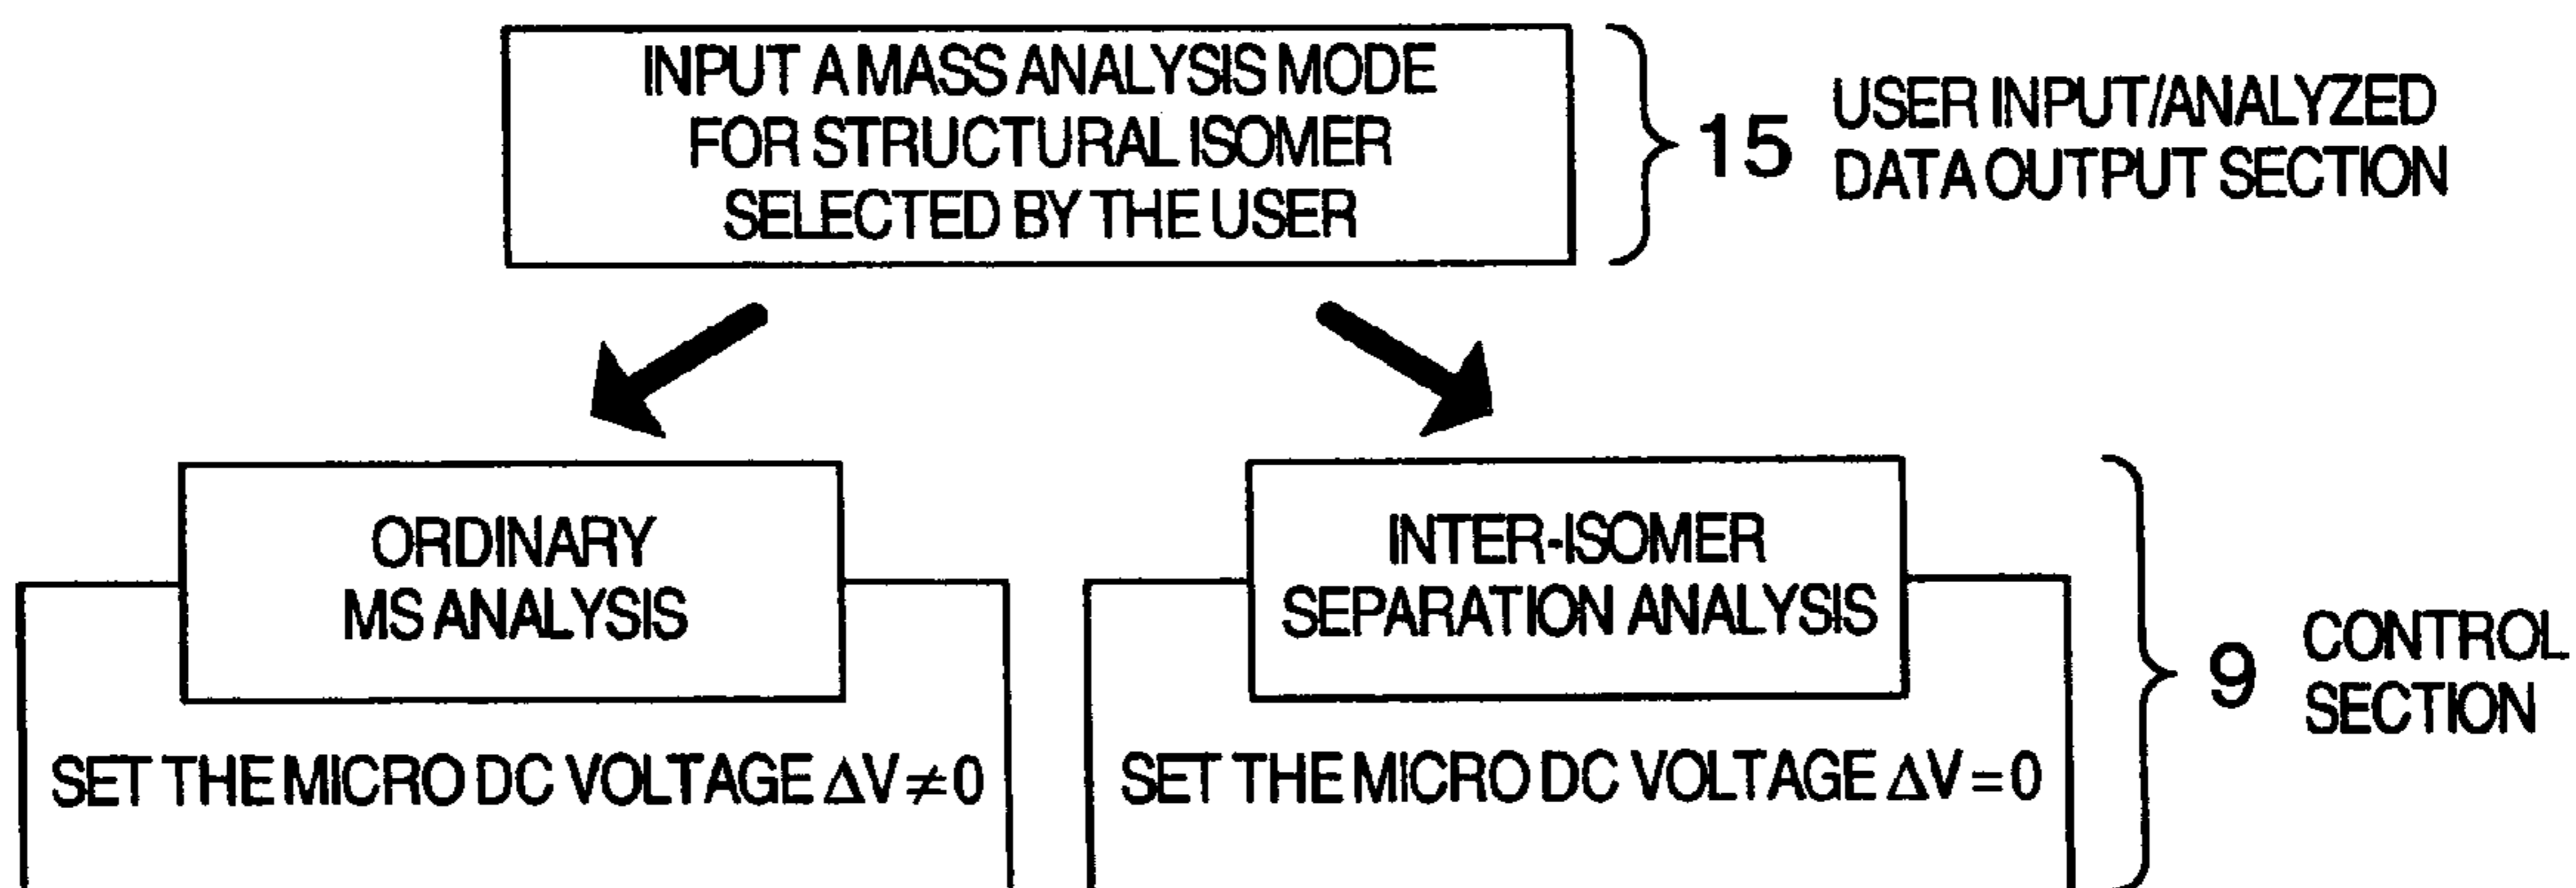 INPUT A MASS ANALYSIS MODE
FOR STRUCTURAL ISOMER
SELECTED BY THE USER
15
USER INPUT/ANALYZED
DATA OUTPUT SECTION
ORDINARY
MS ANALYSIS
SET THE MICRO DC VOLTAGE ΔV≠0
INTER-ISOMER
SEPARATION ANALYSIS
SET THE MICRO DC VOLTAGE ΔV=0
9
CONTROL
SECTION